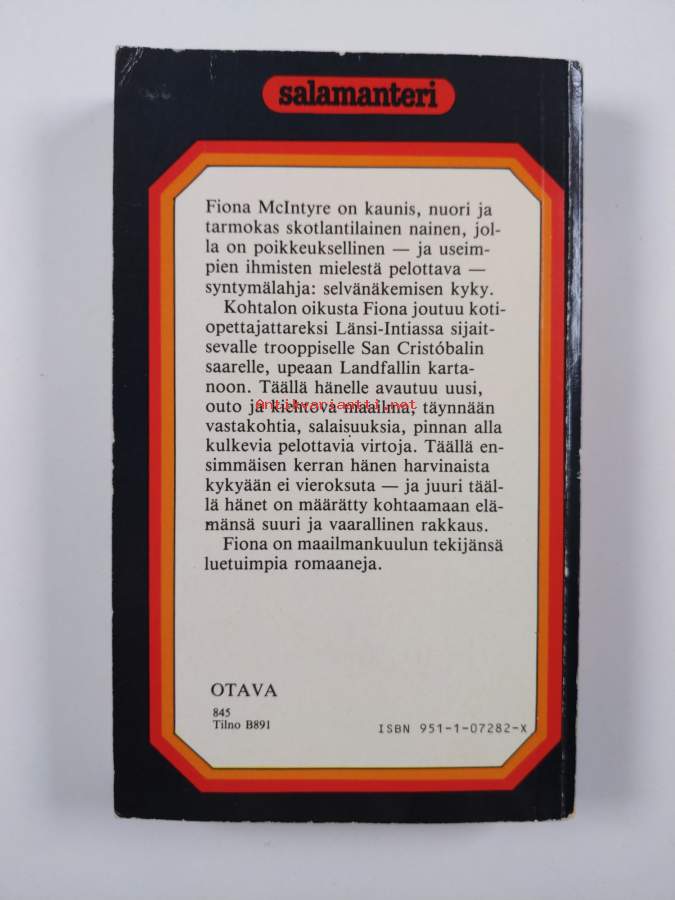 salamanteri
Fiona McIntyre on kaunis, nuori ja
tarmokas skotlantilainen nainen, jol-
la on poikkeuksellinen — ja useim-
pien ihmisten mielestä pelottava —
syntymälahja: selvänäkemisen kyky.
Kohtalon oikusta Fiona joutuu koti-
opettajattareksi Länsi-Intiassa sijait-
sevalle trooppiselle San Cristóbalin
saarelle, upeaan Landfallin karta-
noon. Täällä hänelle avautuu uusi,
outo ja kiehtova maailma, täynnään
Antikvariaatti.net
vastakohtia, salaisuuksia, pinnan alla
kulkevia pelottavia virtoja. Täällä en-
simmäisen kerran hänen harvinaista
kykyään ei vieroksuta — ja juuri tääl-
lä hänet on määrätty kohtaamaan elä-
mänsä suuri ja vaarallinen rakkaus.
Fiona on maailmankuulun tekijänsä
luetuimpia romaaneja.
OTAVA
845
Tilno B891
ISBN 951-1-07282-X